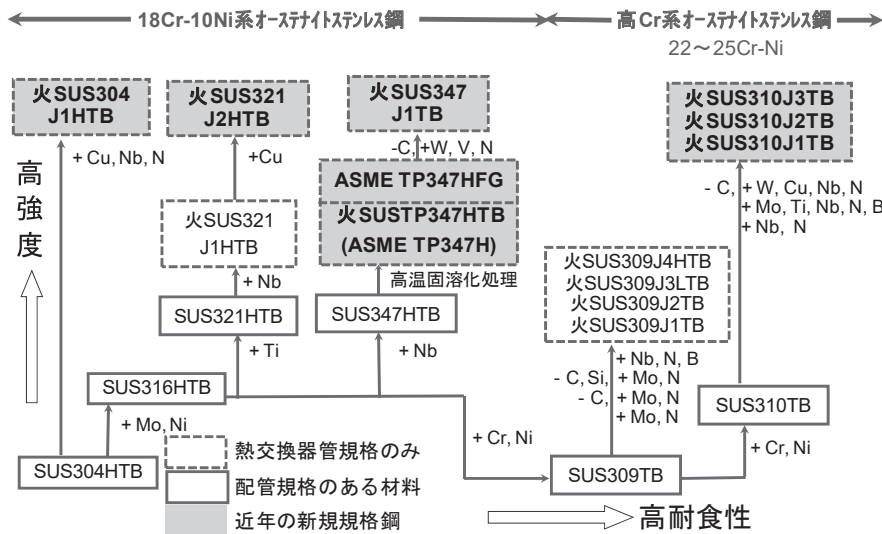 18Cr-10Ni系オーステナイトステンレス鋼
高Cr系オーステナイトステンレス鋼
22～25Cr-Ni
火SUS304
J1HTB
火SUS321
J2HTB
火SUS347
J1TB
火SUS310J3TB
火SUS310J2TB
火SUS310J1TB
+ Cu, Nb, N
+Cu
-C, +W, V, N
ASME TP347HFG
火SUSTP347HTB
(ASME TP347H)
- C, + W, Cu, Nb, N
+ Mo, Ti, Nb, N, B
+ Nb, N
高強度
火SUS321
J1HTB
火SUS309J4HTB
火SUS309J3LTB
火SUS309J2TB
火SUS309J1TB
+ Nb
高温固溶化処理
SUS321HTB
SUS347HTB
+ Ti
+ Nb
+ Nb, N, B
- C, Si, + Mo, N
- C, + Mo, N
+ Mo, N
SUS316HTB
SUS310TB
+ Mo, Ni
+ Cr, Ni
+ Cr, Ni
SUS304HTB
SUS309TB
熱交換器管規格のみ
配管規格のある材料
近年の新規規格鋼
高耐食性